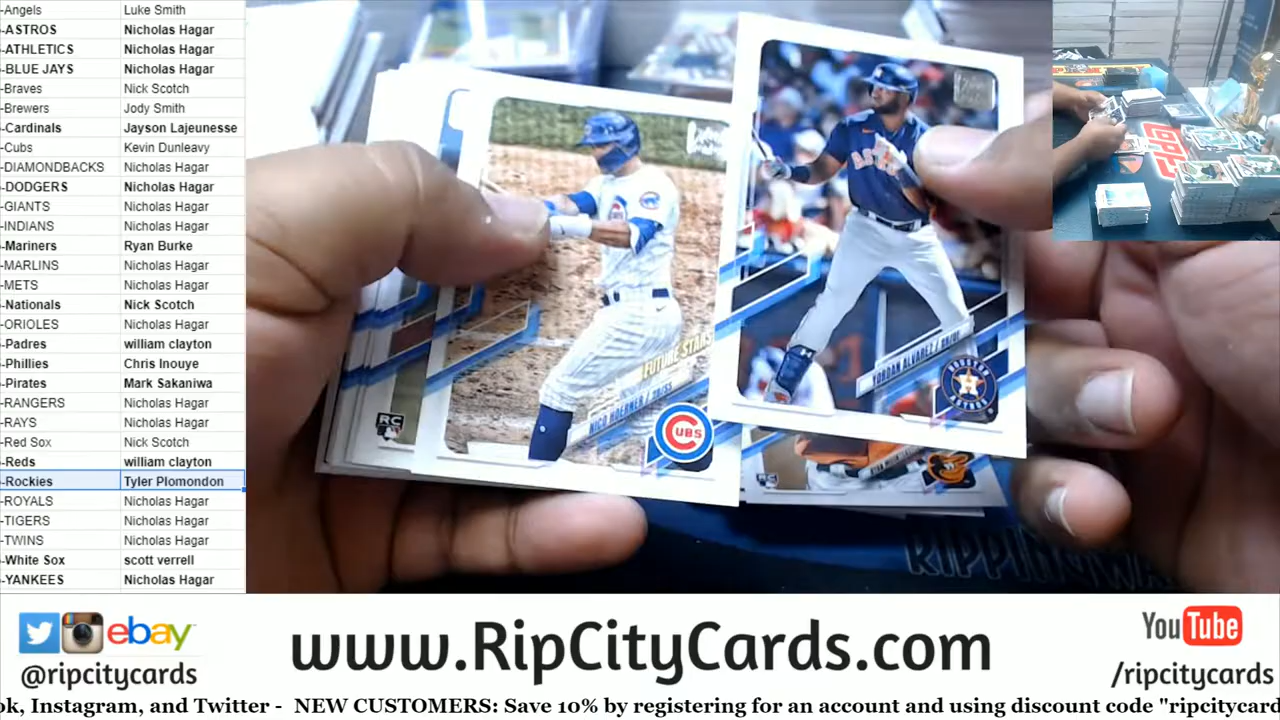 -Angels Luke Smith
-ASTROS Nicholas Hagar
-ATHLETICS Nicholas Hagar
-BLUE JAYS Nicholas Hagar
-Braves Nick Scotch
-Brewers Jody Smith
-Cardinals Jayson Lajeunesse
-Cubs Kevin Dunleavy
-DIAMONDBACKS Nicholas Hagar
-DODGERS Nicholas Hagar
-GIANTS Nicholas Hagar
-INDIANS Nicholas Hagar
-Mariners Ryan Burke
-MARLINS Nicholas Hagar
-METS Nicholas Hagar
-Nationals Nick Scotch
-ORIOLES Nicholas Hagar
-Padres william clayton
-Phillies Chris Inouye
-Pirates Mark Sakaniwa
-RANGERS Nicholas Hagar
-RAYS Nicholas Hagar
-Red Sox Nick Scotch
-Reds william clayton
-Rockies Tyler Plomondon
-ROYALS Nicholas Hagar
-TIGERS Nicholas Hagar
-TWINS Nicholas Hagar
-White Sox scott verrell
-YANKEES Nicholas Hagar
RC
FUTURE STARS
NICO HOERNER
CUBS
YORDAN ALVAREZ
HOUSTON
ASTROS
ebay
@ripcitycards
www.RipCityCards.com
YouTube
/ripcitycards
ok, Instagram, and Twitter - NEW CUSTOMERS: Save 10% by registering for an account and using discount code "ripcitycard